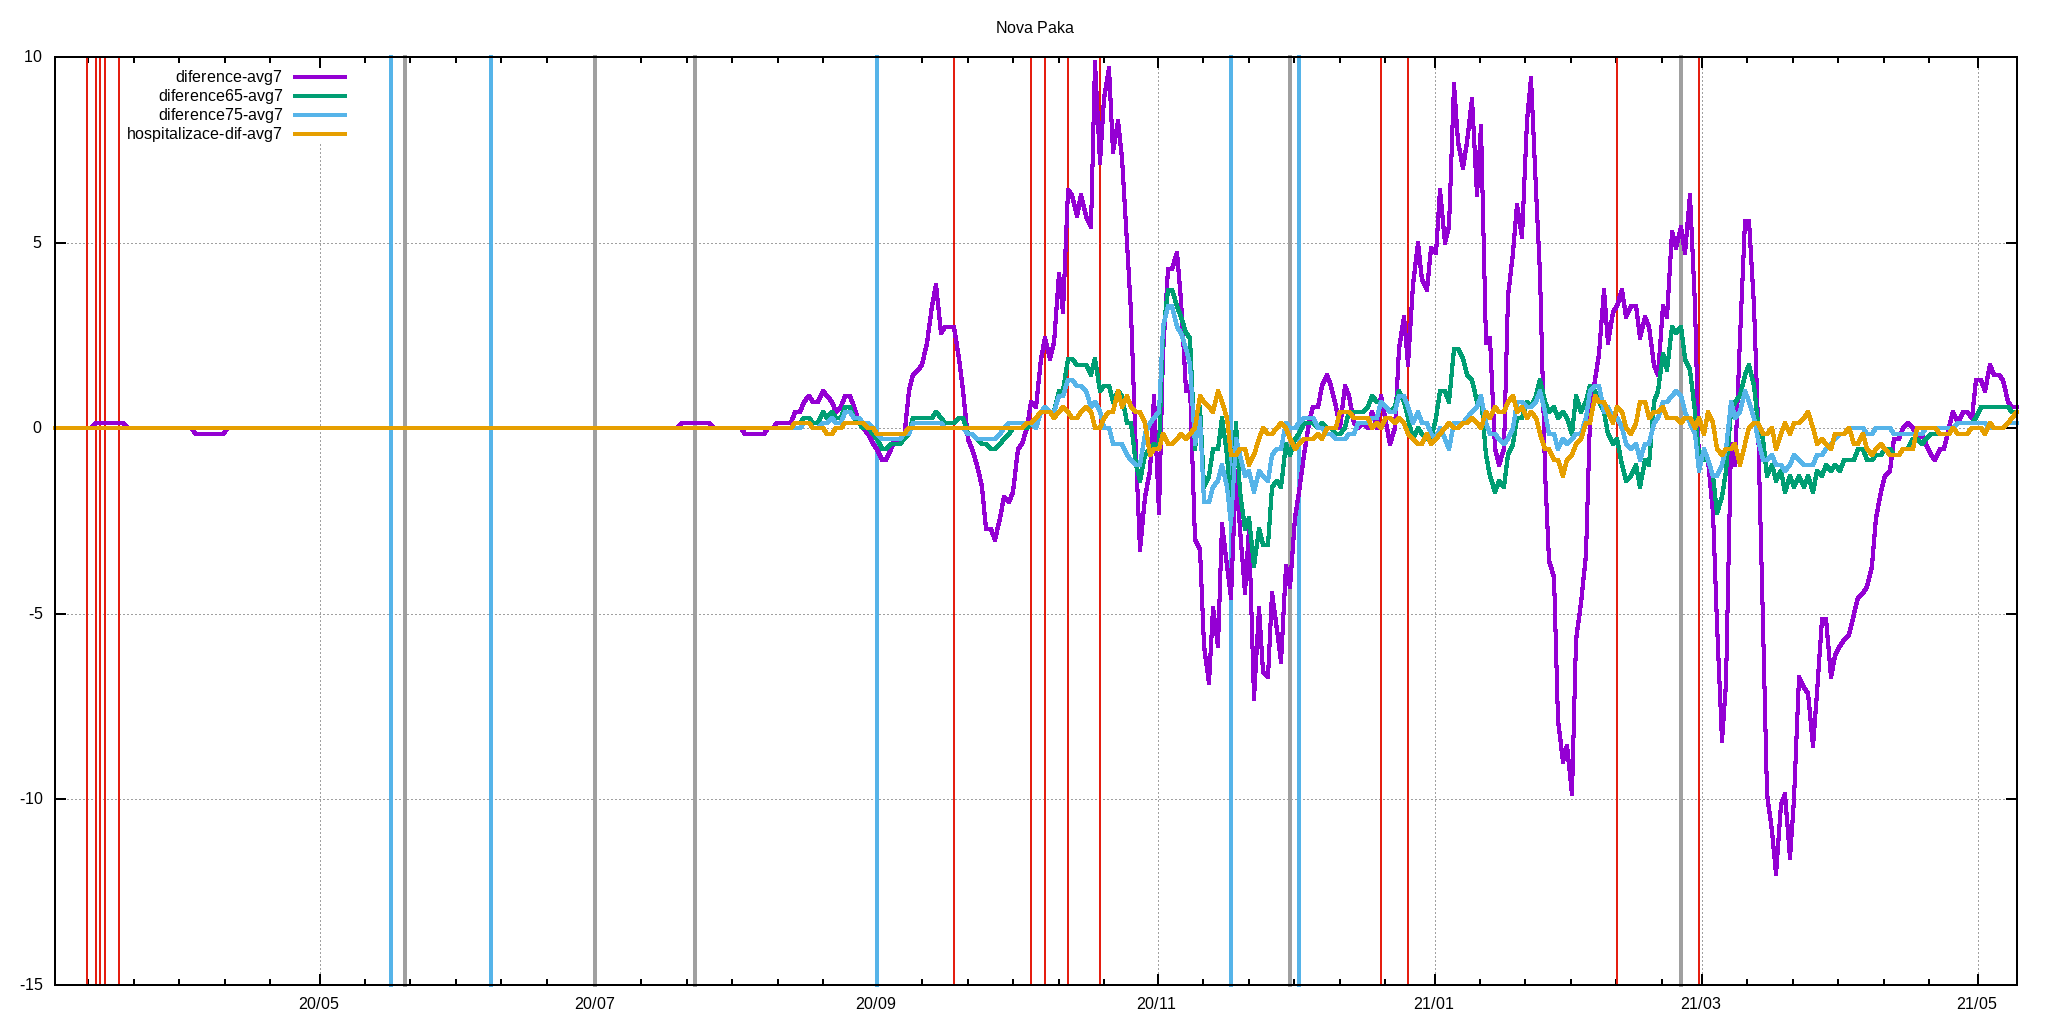 Nova Paka
10
5
0
-5
-10
-15
diference-avg7
diference65-avg7
diference75-avg7
hospitalizace-dif-avg7
20/05
20/07
20/09
20/11
21/01
21/03
21/05